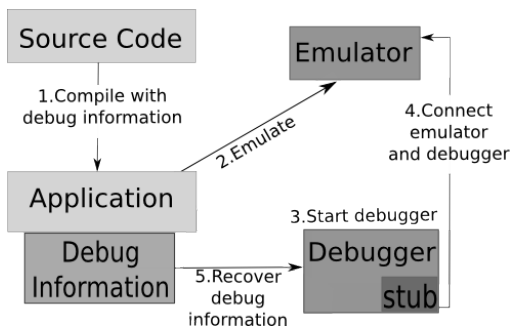 Source Code
Emulator
1.Compile with
debug information
2.Emulate
4.Connect
emulator
and debugger
Application
3.Start debugger
Debug
Information
Debugger
stub
5.Recover
debug
information